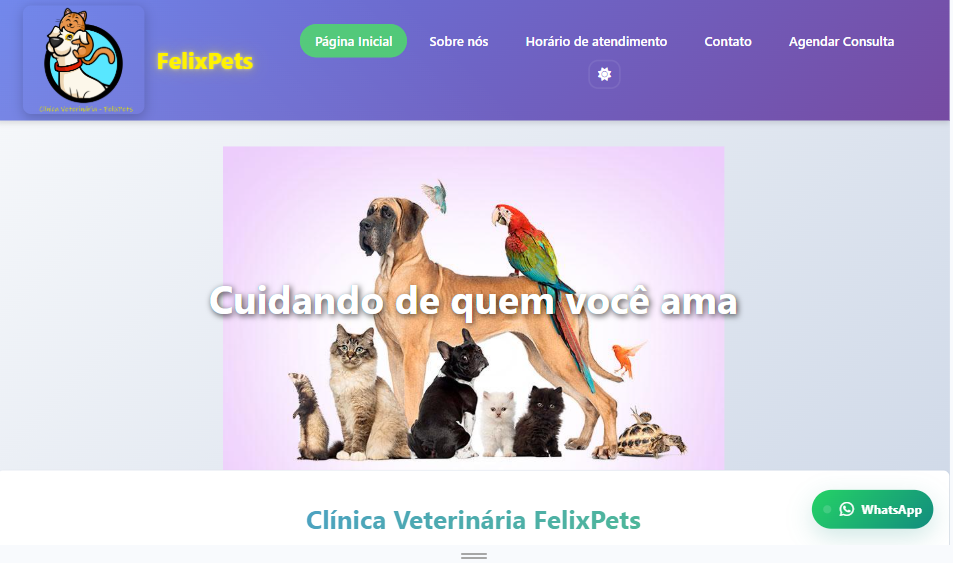 Clínica Veterinária - FelixPets
FelixPets
Página Inicial
Sobre nós
Horário de atendimento
Contato
Agendar Consulta
Cuidando de quem você ama
Clínica Veterinária FelixPets
WhatsApp